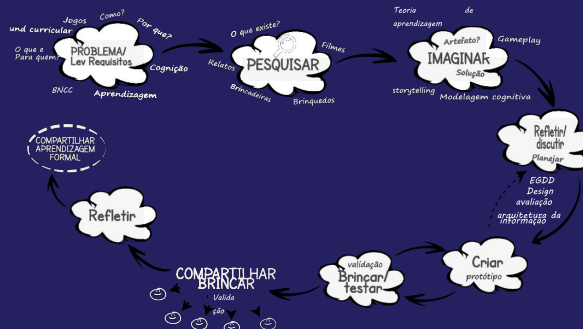 Jogos
Como?
Por que?
und curricular
O que e
Para quem?
PROBLEMA/
Lev Requisitos
Cognição
BNCC
Aprendizagem
O que existe?
Filmes
PESQUISAR
Relatos
Brincadeiras
Brinquedos
Teoria de
aprendizagem
Artefato?
Gameplay
IMAGINAR
Solução
storytelling
Modelagem cognitiva
Refletir/
discutir
Planejar
EGDD
Design
avaliação
arquitetura da
informação
Criar
protótipo
validação
Brincar/
testar
COMPARTILHAR
BRINCAR
Valida
ção
Refletir
COMPARTILHAR
APRENDIZAGEM
FORMAL